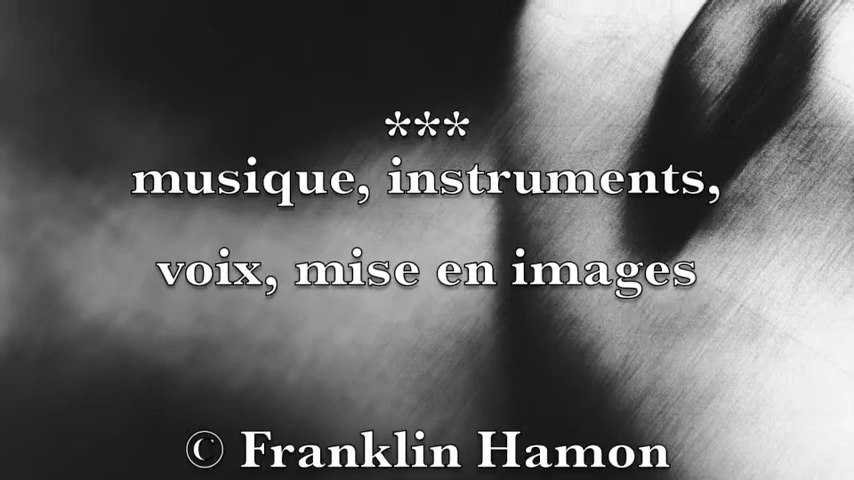 ***
musique, instruments,
voix, mise en images
© Franklin Hamon